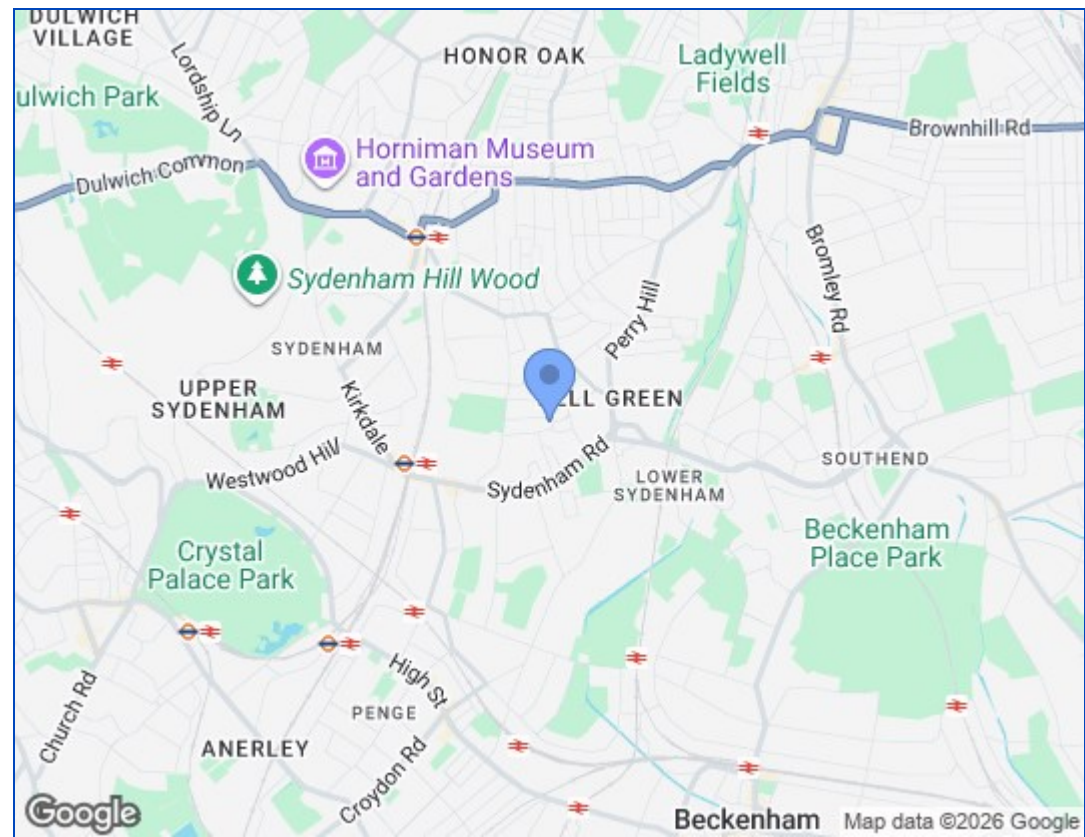 DULWICH
VILLAGE
HONOR OAK
Ladywell
Fields
ulwich Park
Lordship Ln
Brownhill Rd
Horniman Museum
and Gardens
Dulwich Common
Sydenham Hill Wood
Bromley Rd
Perry Hill
SYDENHAM
UPPER
SYDENHAM
Kirkdale
ELL GREEN
Westwood Hill
Sydenham Rd
SOUTHEND
LOWER
SYDENHAM
Beckenham
Place Park
Crystal
Palace Park
High St
Church Rd
PENGE
ANERLEY
Croydon Rd
Google
Beckenham
Map data ©2026 Google